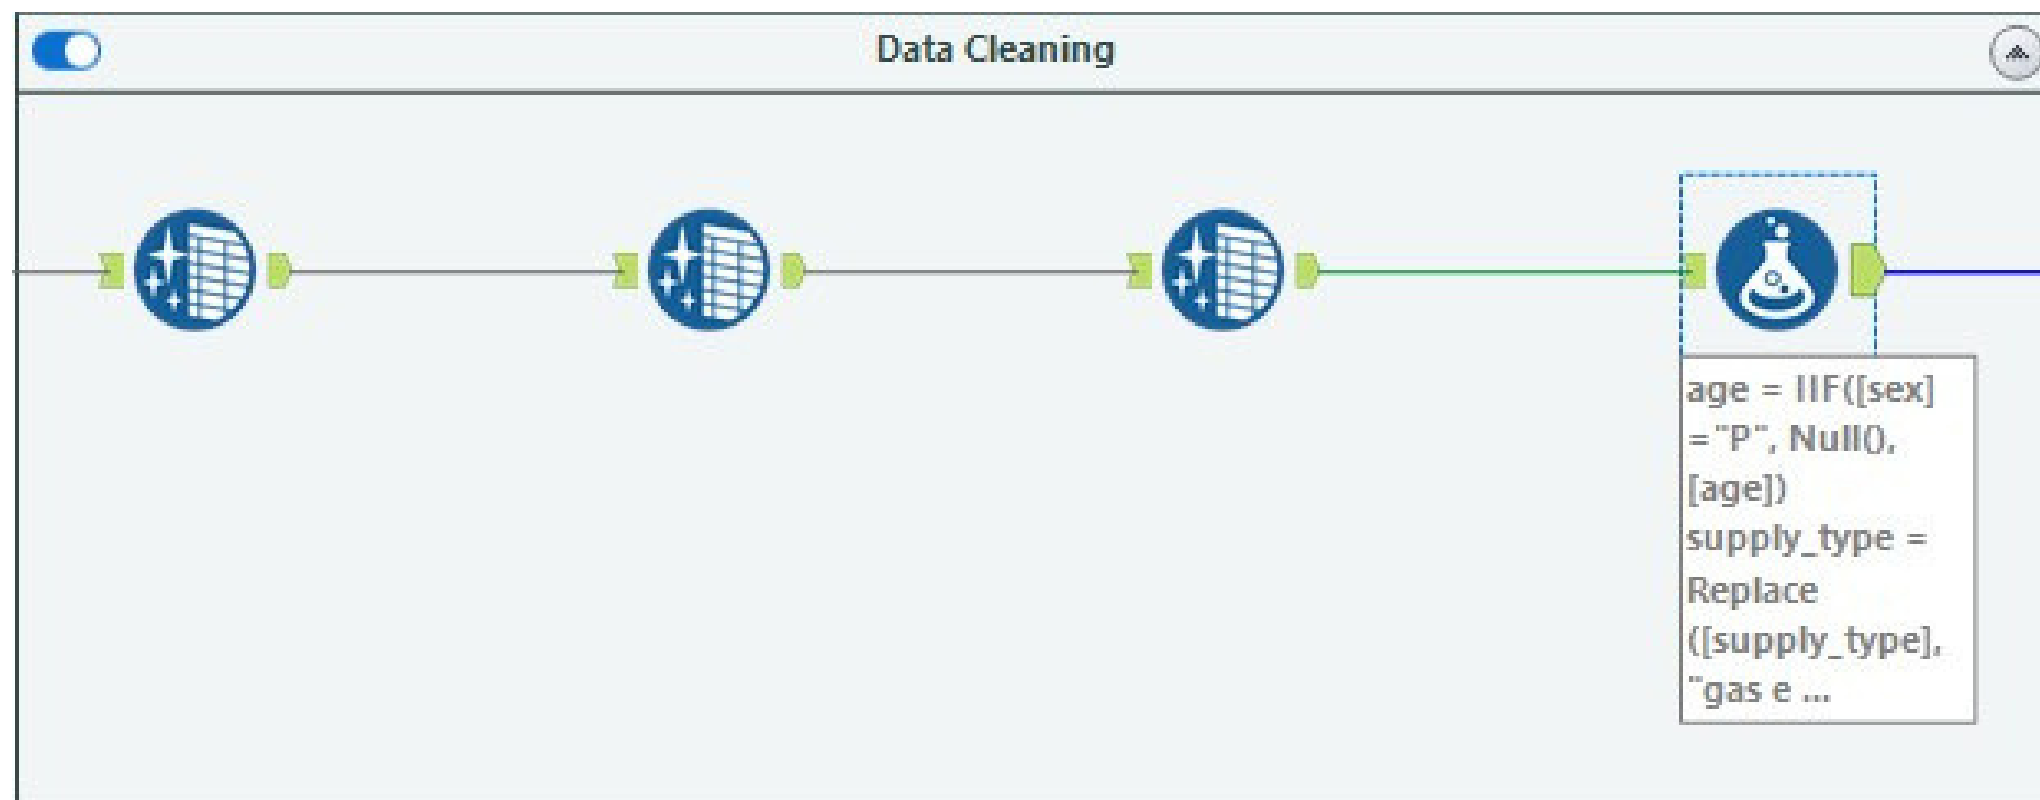 Data Cleaning
age = IIF([sex]
="P", Null(),
[age])
supply_type =
Replace
([supply_type],
"gas e ...